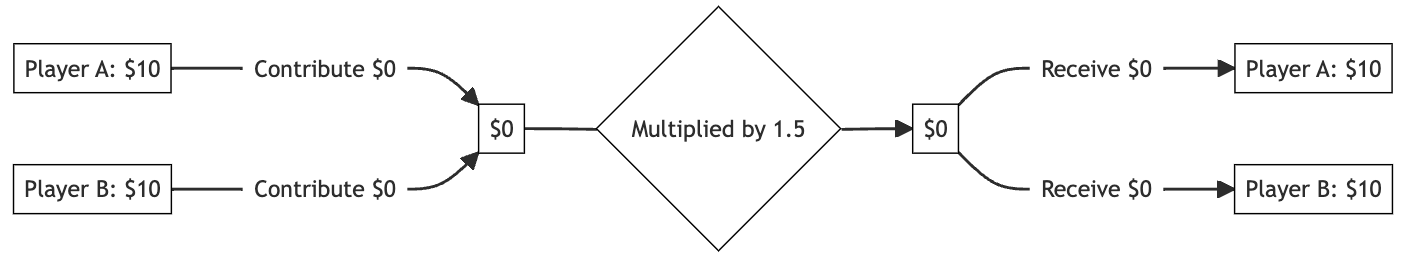 Player A: $10
Contribute $0
Player B: $10
Contribute $0
$0
Multiplied by 1.5
$0
Receive $0
Player A: $10
Receive $0
Player B: $10